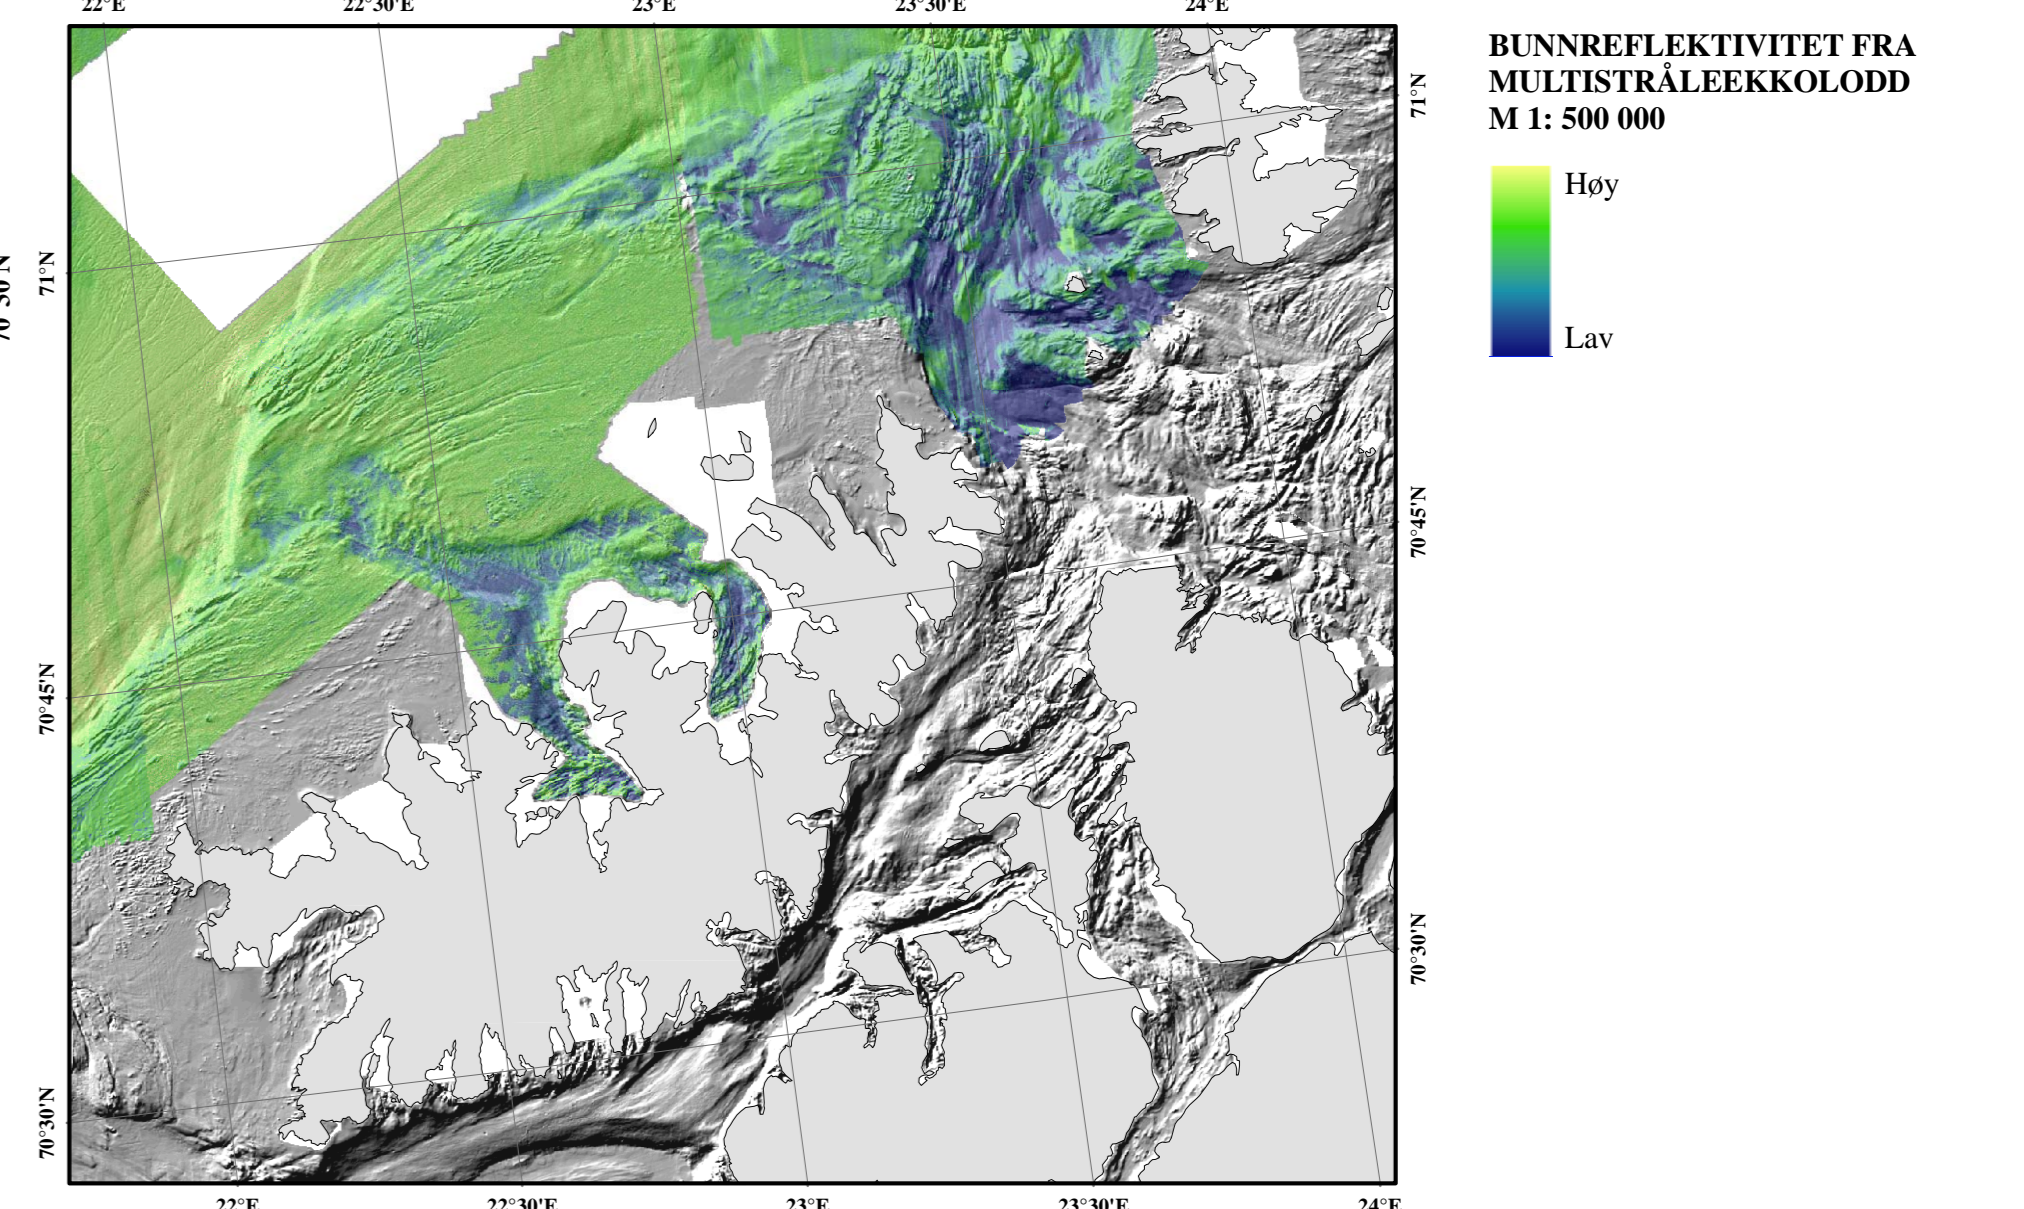 22°E 22°30'E 23°E 23°30'E 24°E
BUNNREFLEKTIVITET FRA
MULTISTRÅLEEKKOLODD
M 1: 500 000
Høy
Lav
71°N
71°N
70°45'N
70°45'N
70°30'N
70°30'N
22°E 22°30'E 23°E 23°30'E 24°E